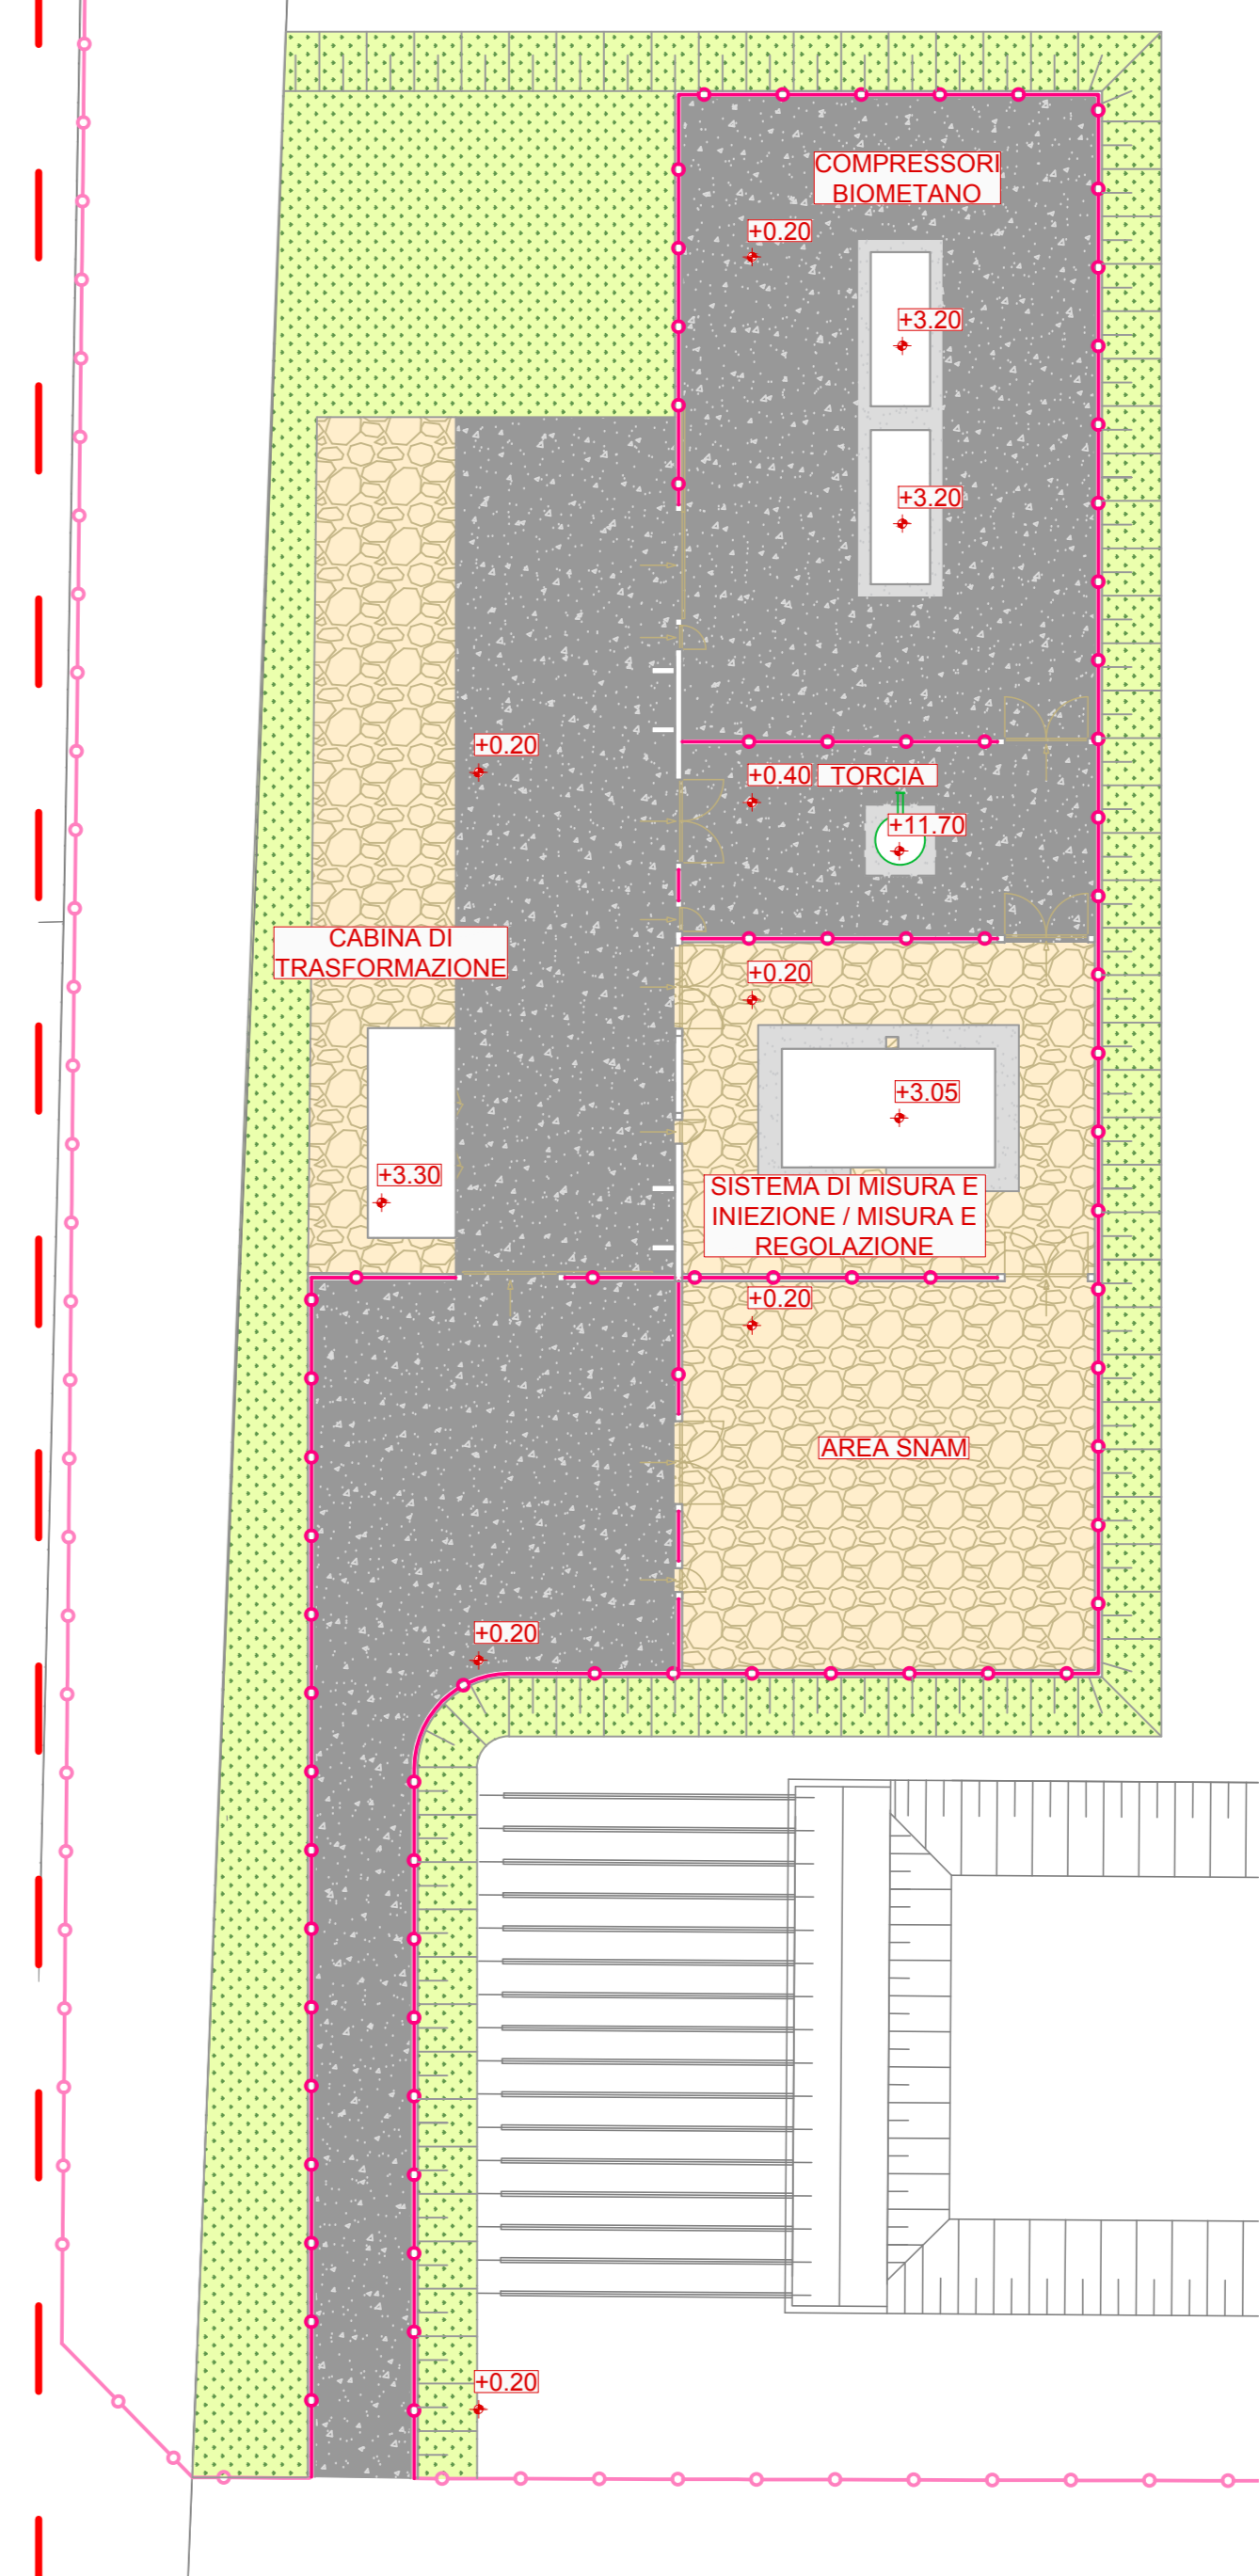 COMPRESSORI
BIOMETANO
+0.20
+3.20
+3.20
+0.20
+0.40
TORCIA
+11.70
CABINA DI
TRASFORMAZIONE
+0.20
+3.05
+3.30
SISTEMA DI MISURA E
INIEZIONE / MISURA E
REGOLAZIONE
+0.20
AREA SNAM
+0.20
+0.20